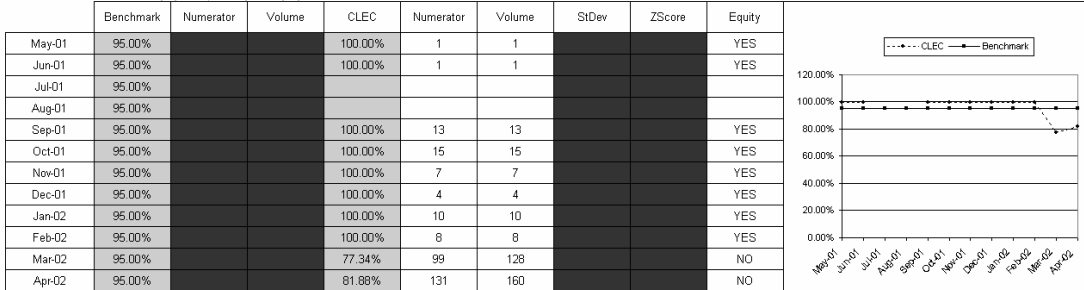 Benchmark Numerator Volume CLEC Numerator Volume StDev ZScore Equity
May-01 95.00% 100.00% 1 1 YES
Jun-01 95.00% 100.00% 1 1 YES
Jul-01 95.00%
Aug-01 95.00%
Sep-01 95.00% 100.00% 13 13 YES
Oct-01 95.00% 100.00% 15 15 YES
Nov-01 95.00% 100.00% 7 7 YES
Dec-01 95.00% 100.00% 4 4 YES
Jan-02 95.00% 100.00% 10 10 YES
Feb-02 95.00% 100.00% 8 8 YES
Mar-02 95.00% 77.34% 99 128 NO
Apr-02 95.00% 81.88% 131 160 NO
CLEC Benchmark
120.00%
100.00%
80.00%
60.00%
40.00%
20.00%
0.00%
May-01 Jun-01 Jul-01 Aug-01 Sep-01 Oct-01 Nov-01 Dec-01 Jan-02 Feb-02 Mar-02 Apr-02